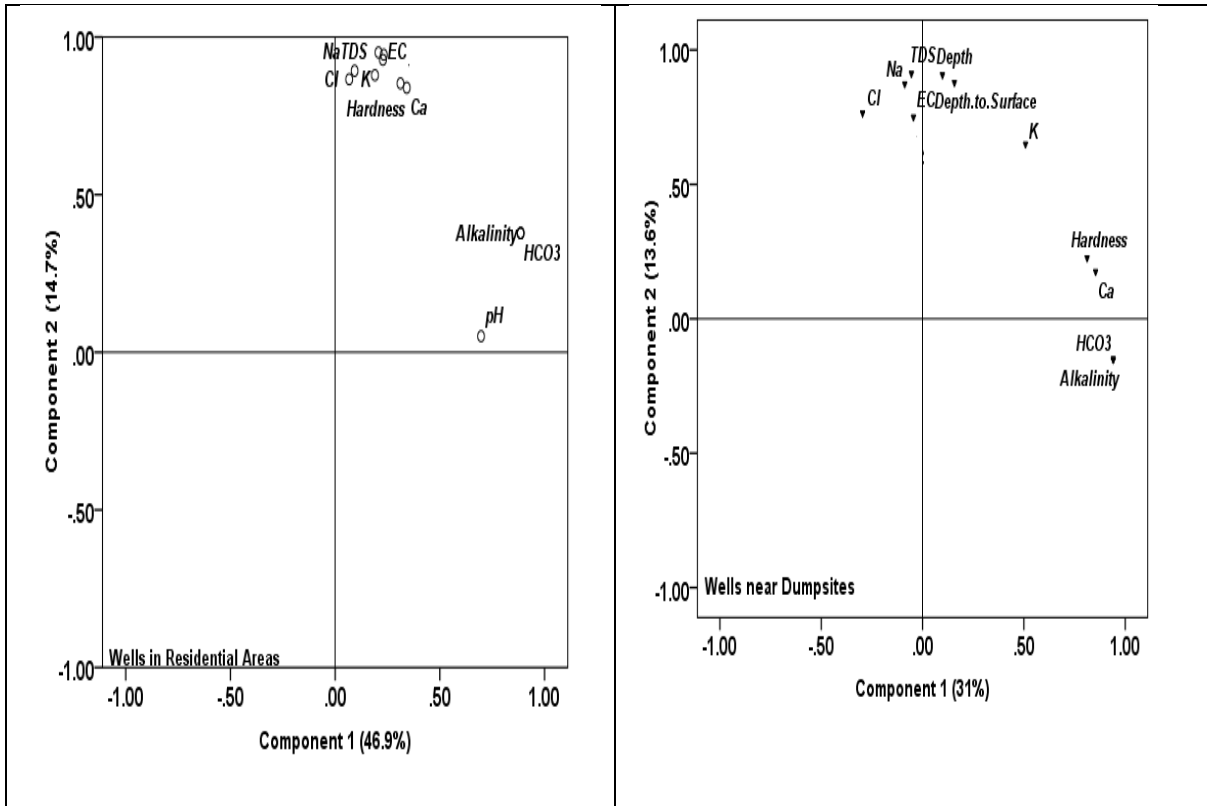 1.00
NaTDS EC
Cl K
Hardness Ca
.50
Alkalinity
HCO3
pH
.00
-.50
-1.00
Wells in Residential Areas
-1.00 -.50 .00 .50 1.00
Component 1 (46.9%)
Component 2 (14.7%)
1.00
TDS Depth
Na
Cl
EC Depth.to.Surface
K
.50
Hardness
Ca
.00
HCO3
Alkalinity
-.50
-1.00
Wells near Dumpsites
-1.00 -.50 .00 .50 1.00
Component 1 (31%)
Component 2 (13.6%)